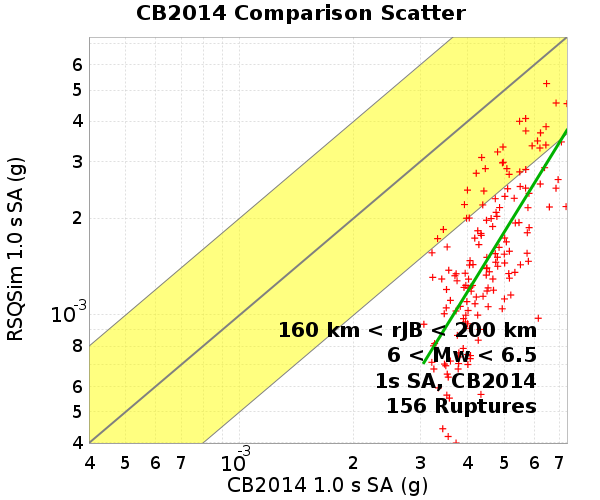 CB2014 Comparison Scatter
RSQSim 1.0 s SA (g)
6
5
4
3
2
10-3
8
6
5
4
160 km < rJB < 200 km
6 < Mw < 6.5
1s SA, CB2014
156 Ruptures
4 5 6 7 10-3 2 3 4 5 6 7
CB2014 1.0 s SA (g)